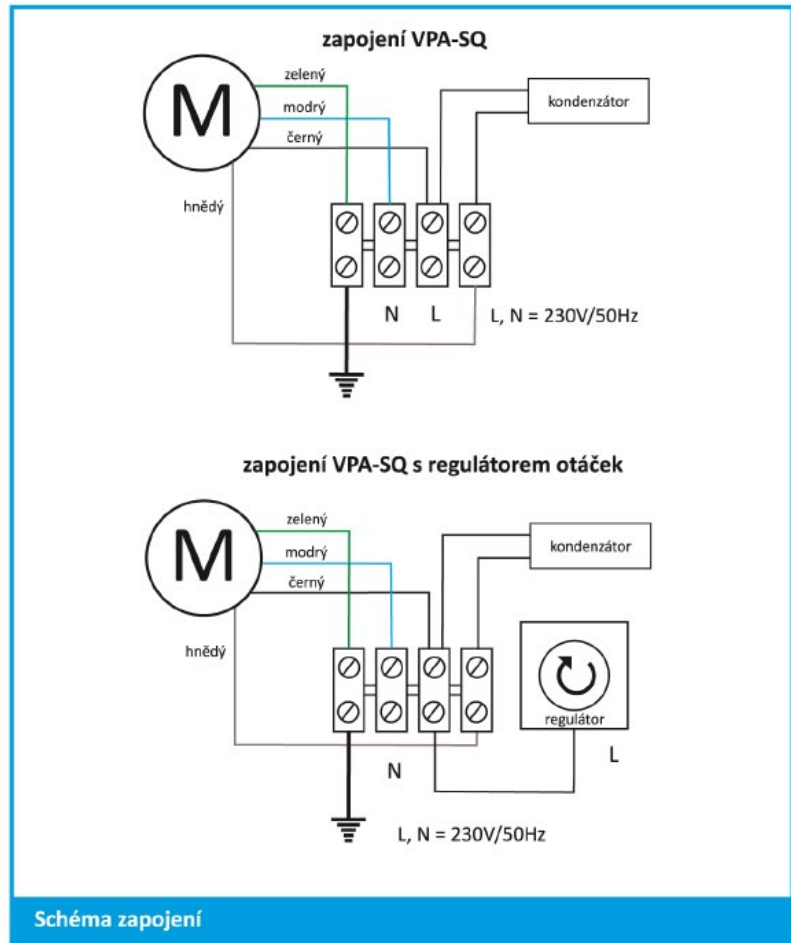 zapojení VPA-SQ
zelený
modrý
černý
hnědý
M
kondenzátor
N L
L, N = 230V/50Hz
zapojení VPA-SQ s regulátorem otáček
zelený
modrý
černý
hnědý
M
kondenzátor
regulátor
N
L
L, N = 230V/50Hz
Schéma zapojení